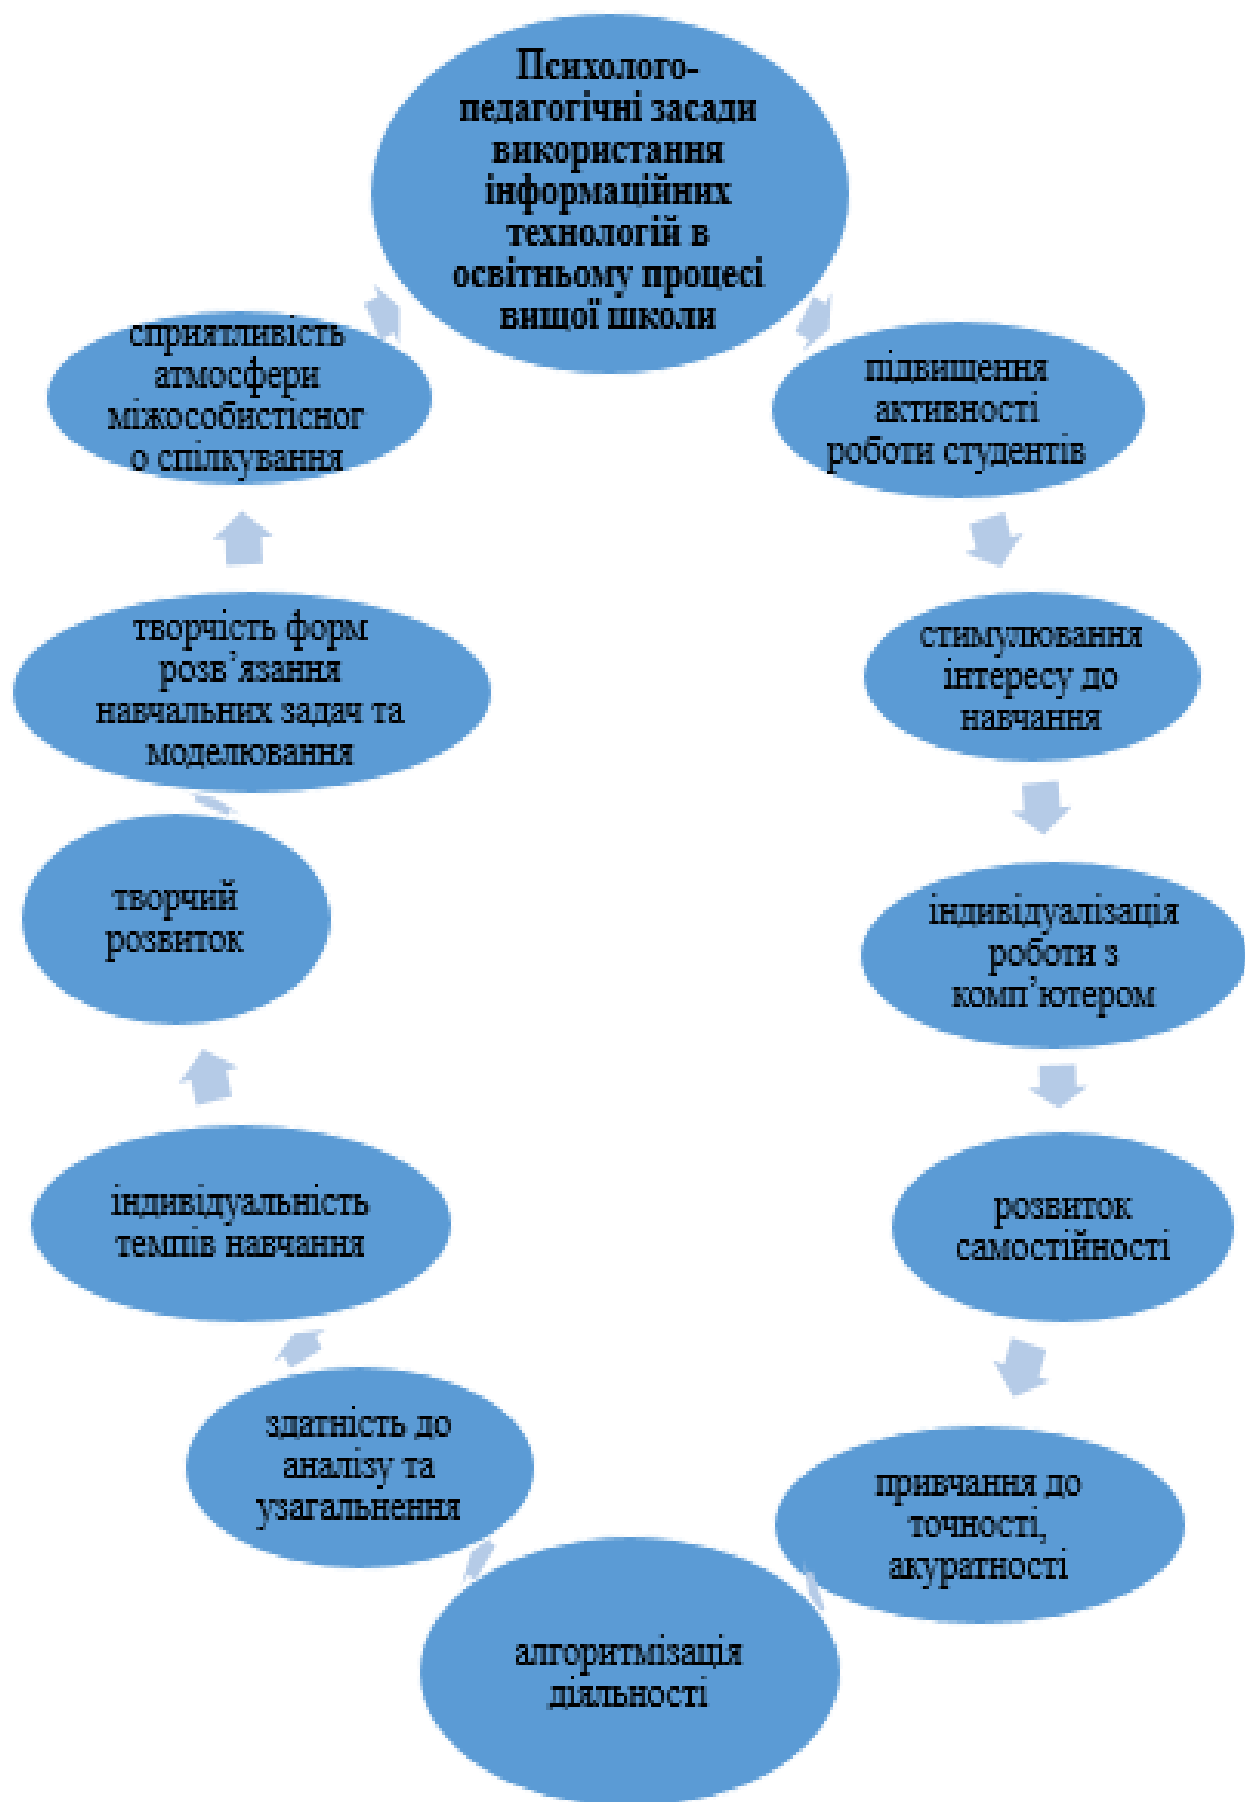 Психолого-
педагогічні засади
використання
інформаційних
технологій в
освітньому процесі
вищої школи
підвищення
активності
роботи студентів
стимулювання
інтересу до
навчання
індивідуалізація
роботи з
комп’ютером
розвиток
самостійності
привчання до
точності,
акуратності
алгоритмізація
діяльності
здатність до
аналізу та
узагальнення
індивідуальність
темпів навчання
творчий
розвиток
творчість форм
розв’язання
навчальних задач та
моделювання
сприятливість
атмосфери
міжособистісног
о спілкування